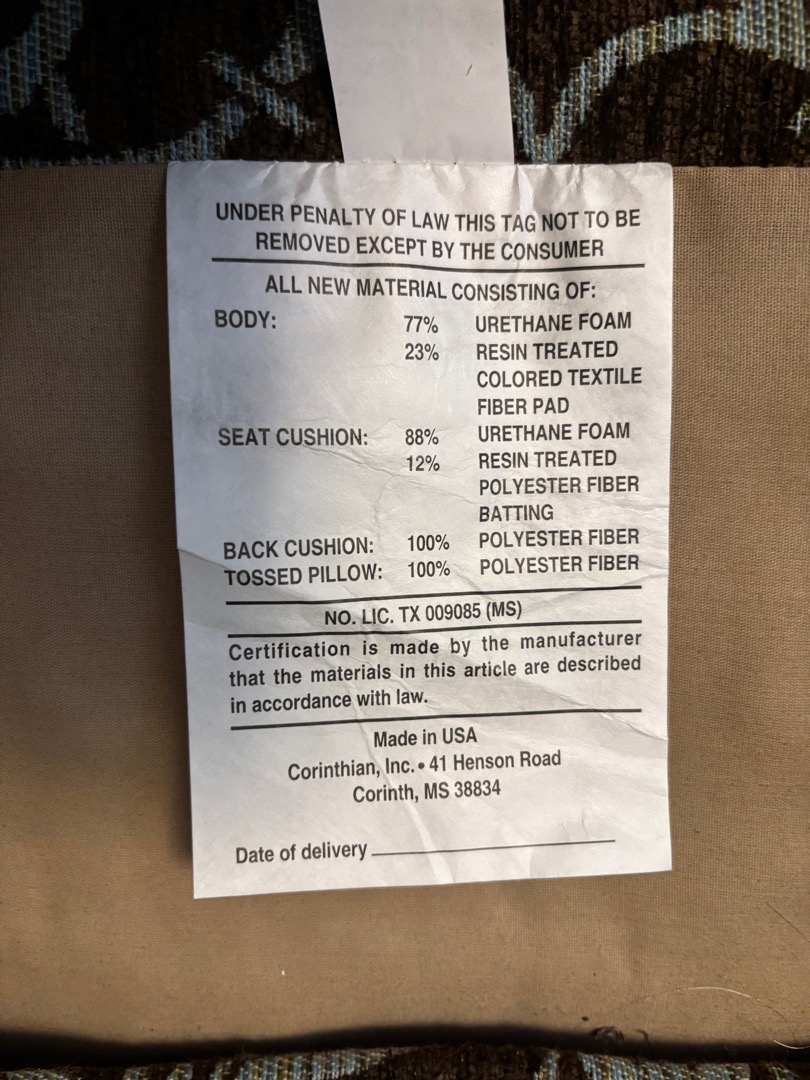 UNDER PENALTY OF LAW THIS TAG NOT TO BE
REMOVED EXCEPT BY THE CONSUMER
ALL NEW MATERIAL CONSISTING OF:
BODY: 77% URETHANE FOAM
23% RESIN TREATED
COLORED TEXTILE
FIBER PAD
SEAT CUSHION: 88% URETHANE FOAM
12% RESIN TREATED
POLYESTER FIBER
BATTING
BACK CUSHION: 100% POLYESTER FIBER
TOSSED PILLOW: 100% POLYESTER FIBER
NO. LIC. TX 009085 (MS)
Certification is made by the manufacturer
that the materials in this article are described
in accordance with law.
Made in USA
Corinthian, Inc. • 41 Henson Road
Corinth, MS 38834
Date of delivery